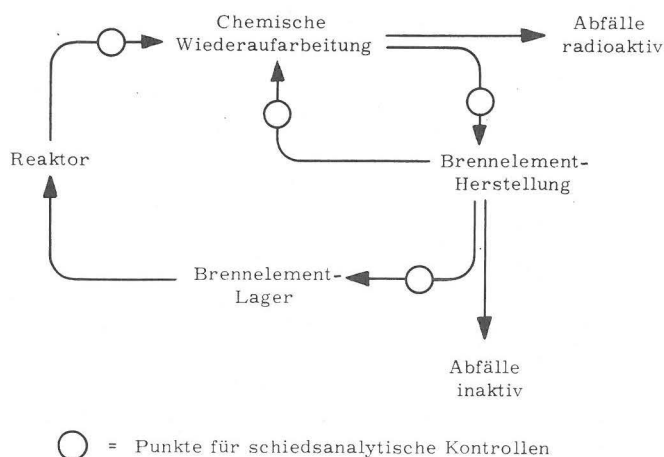 Chemische
Wiederaufarbeitung
Abfälle
radioaktiv
Reaktor
Brennelement-
Herstellung
Brennelement-
Lager
Abfälle
inaktiv
= Punkte für schiedsanalytische Kontrollen